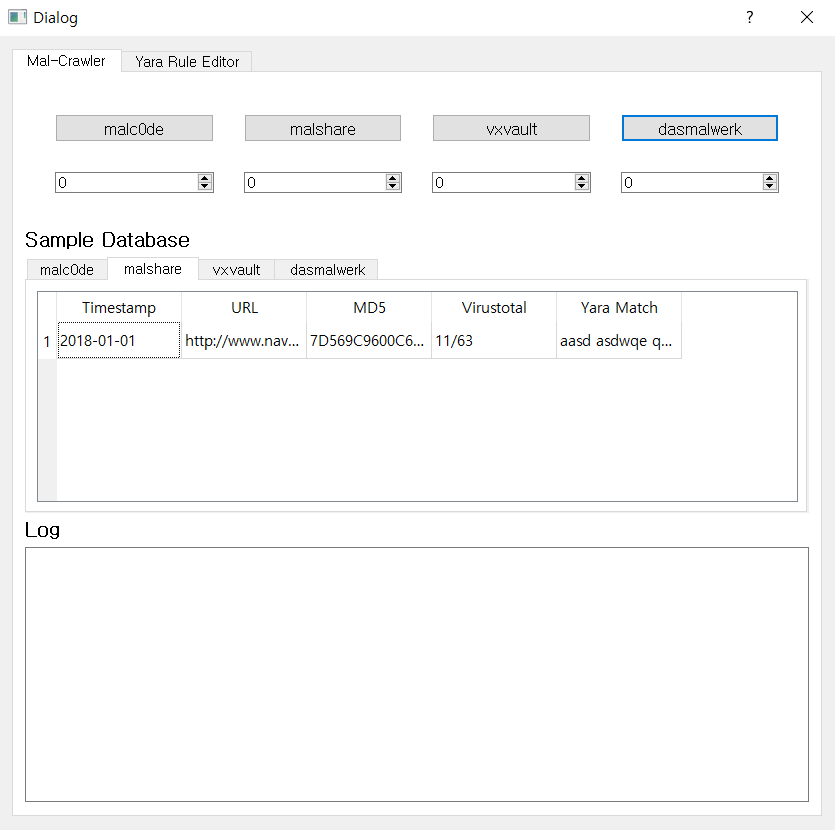 Dialog ?
Mal-Crawler Yara Rule Editor
malc0de malshare vxvault dasmalwerk
0 0 0 0
Sample Database
malc0de malshare vxvault dasmalwerk
Timestamp URL MD5 Virustotal Yara Match
1 2018-01-01 http://www.nav... 7D569C9600C6... 11/63 aasd asdwqe q...
Log